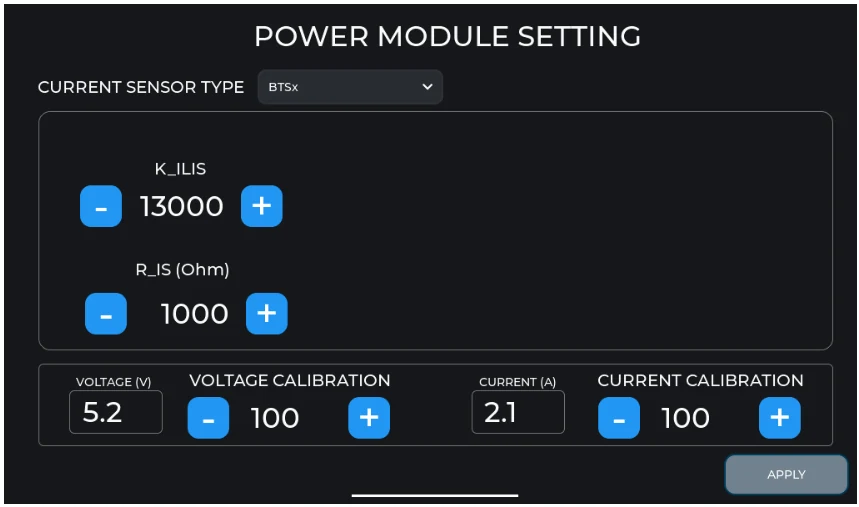 POWER MODULE SETTING
CURRENT SENSOR TYPE BTSx
K_ILIS
- 13000 +
R_IS (Ohm)
- 1000 +
VOLTAGE (V) VOLTAGE CALIBRATION CURRENT (A) CURRENT CALIBRATION
5.2 - 100 + 2.1 - 100 +
APPLY